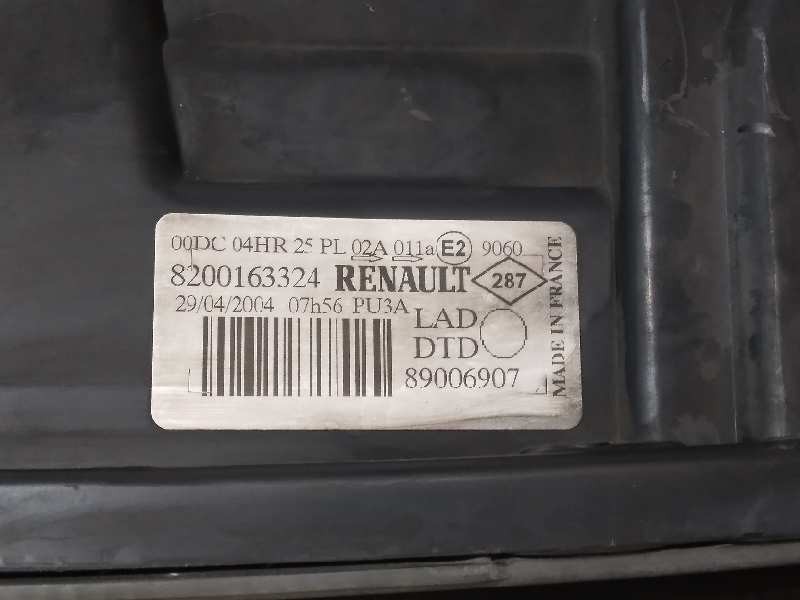 00DC 04HR 25 PL 02A 011a E2 9060
8200163324 RENAULT 287
29/04/2004 07h56 PU3A
LAD
DTD
89006907
MADE IN FRANCE